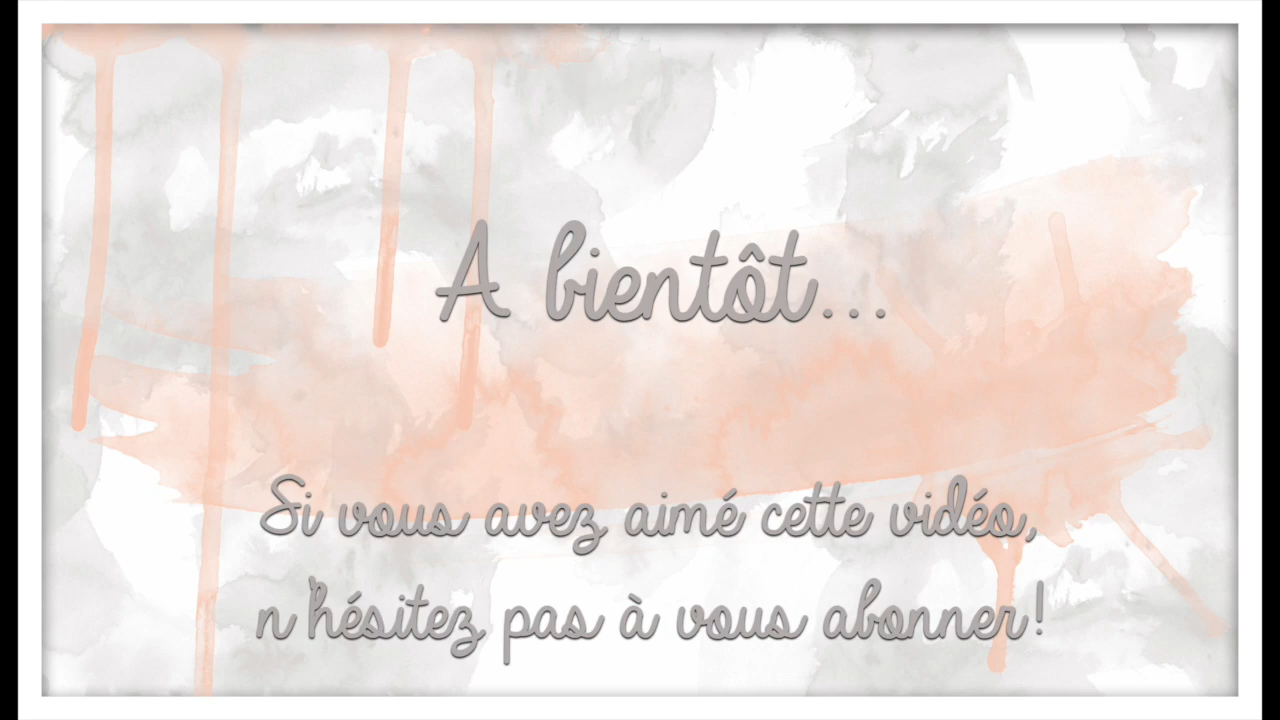 A bientôt...
Si vous avez aimé cette vidéo,
n'hésitez pas à vous abonner!